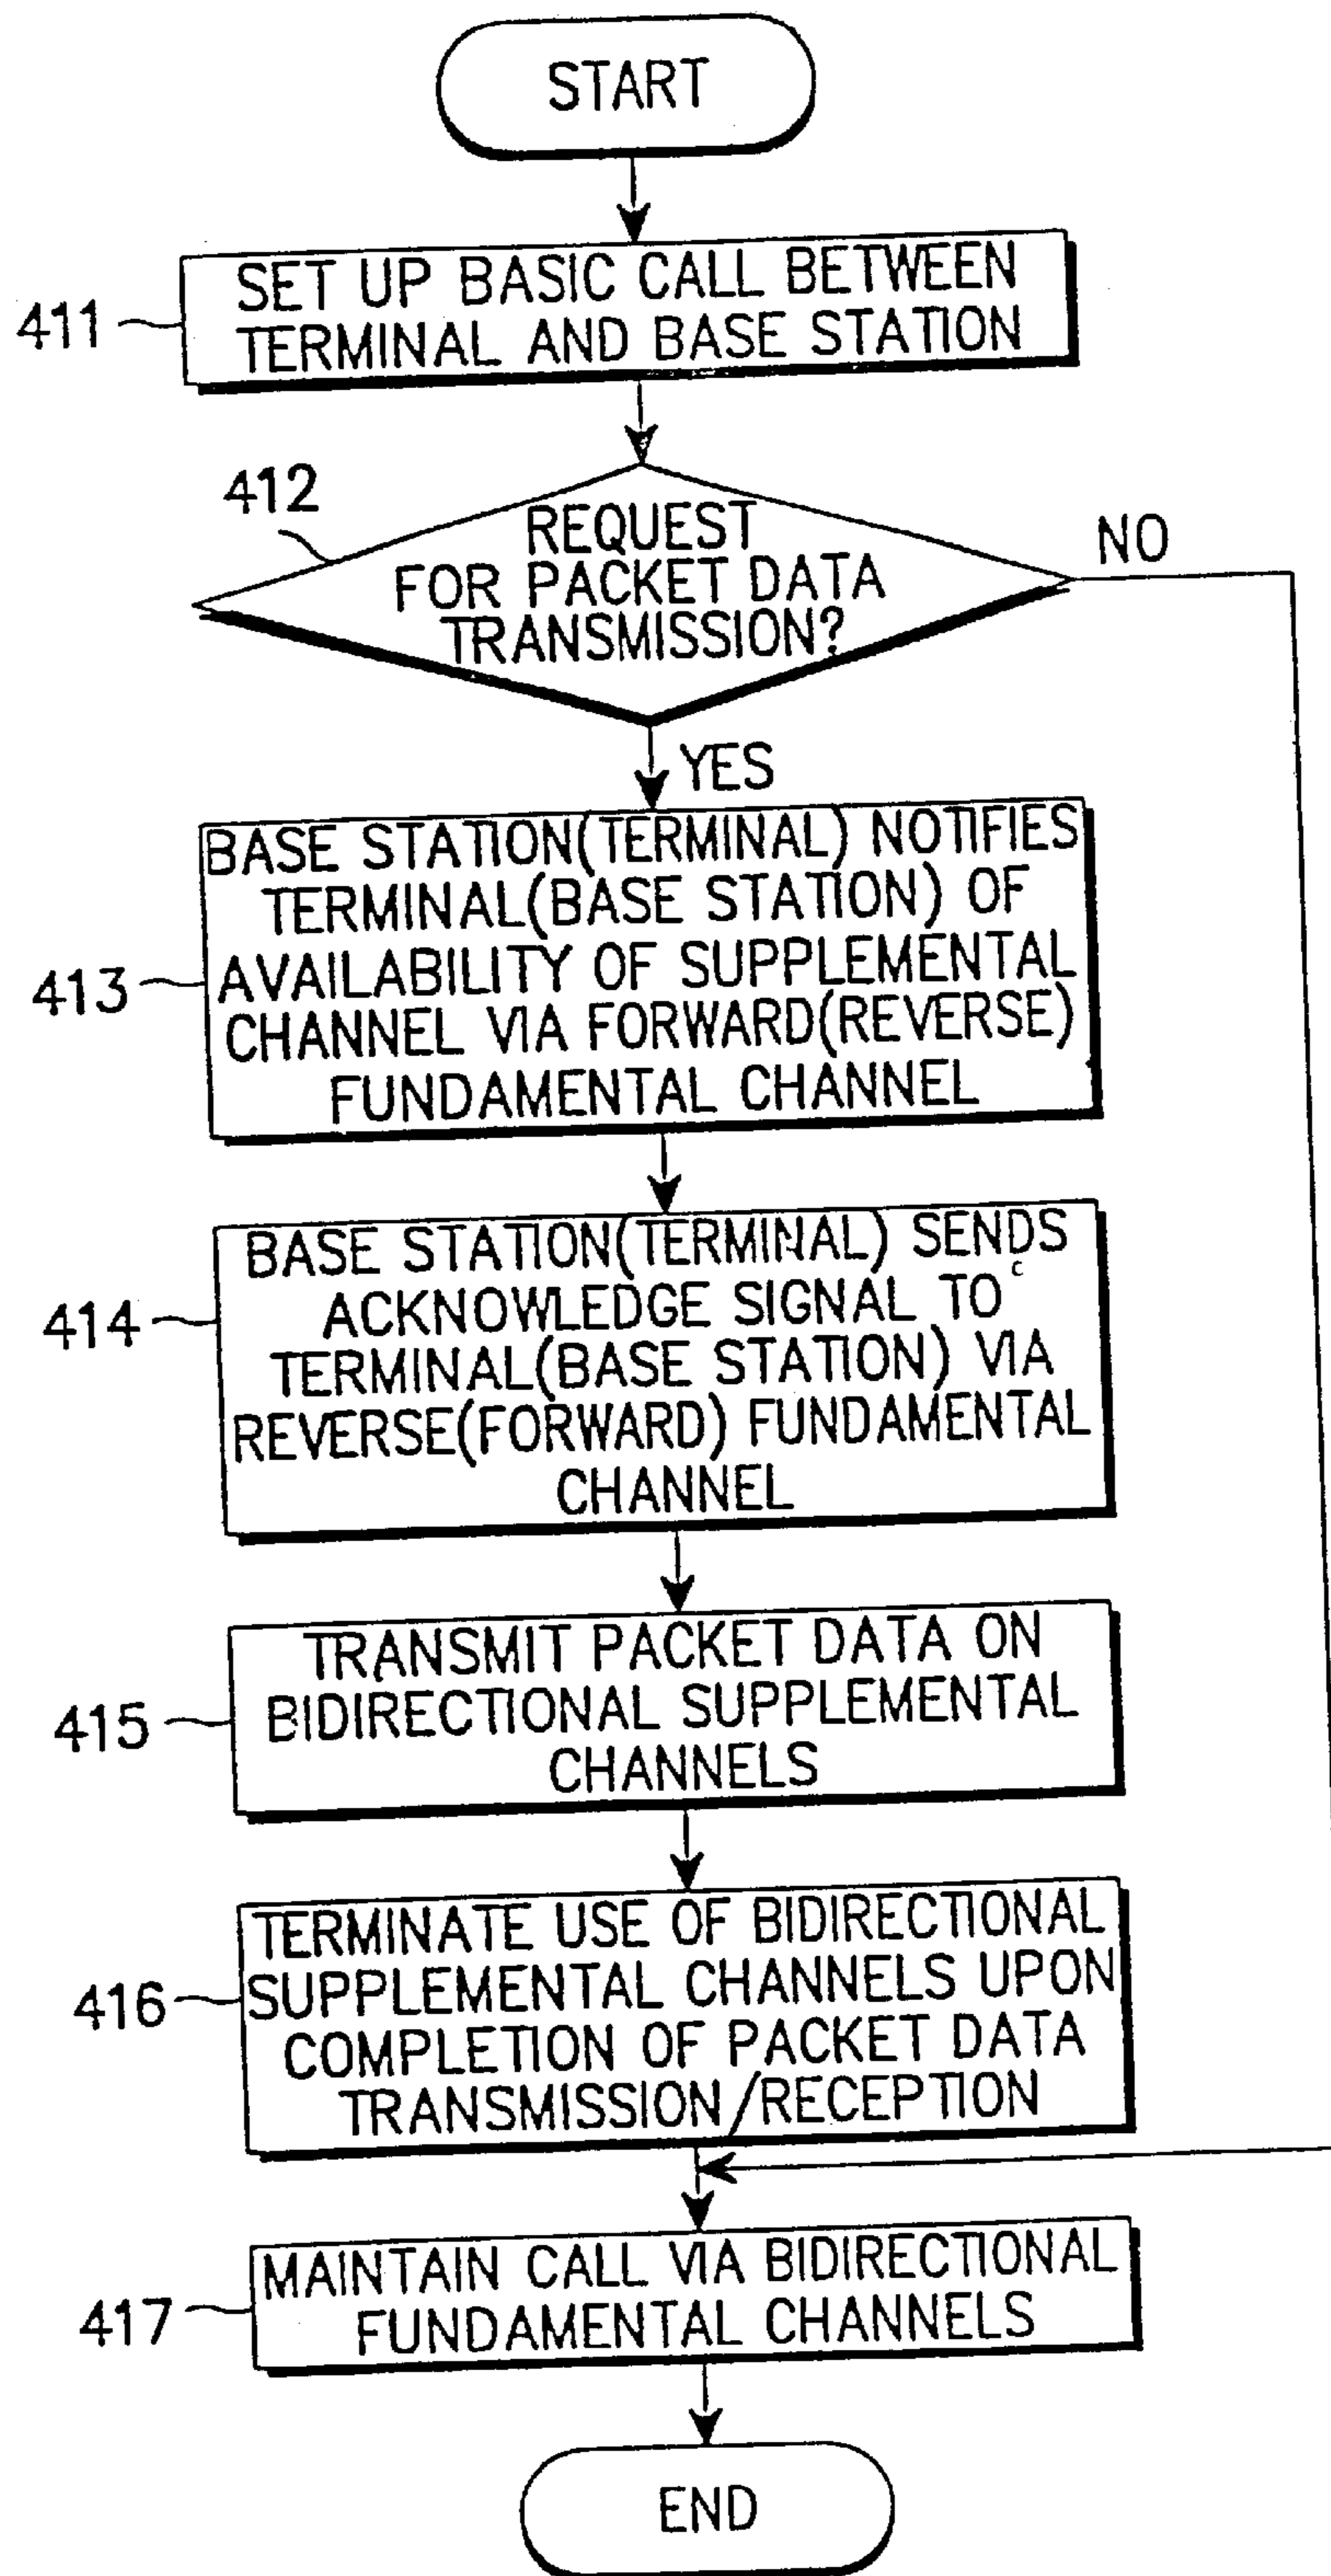 START
SET UP BASIC CALL BETWEEN
TERMINAL AND BASE STATION
411
412
REQUEST
FOR PACKET DATA
TRANSMISSION?
NO
YES
BASE STATION(TERMINAL) NOTIFIES
TERMINAL(BASE STATION) OF
AVAILABILITY OF SUPPLEMENTAL
CHANNEL VIA FORWARD(REVERSE)
FUNDAMENTAL CHANNEL
413
BASE STATION(TERMINAL) SENDS
ACKNOWLEDGE SIGNAL TO
TERMINAL(BASE STATION) VIA
REVERSE(FORWARD) FUNDAMENTAL
CHANNEL
414
TRANSMIT PACKET DATA ON
BIDIRECTIONAL SUPPLEMENTAL
CHANNELS
415
TERMINATE USE OF BIDIRECTIONAL
SUPPLEMENTAL CHANNELS UPON
COMPLETION OF PACKET DATA
TRANSMISSION/RECEPTION
416
MAINTAIN CALL VIA BIDIRECTIONAL
FUNDAMENTAL CHANNELS
417
END